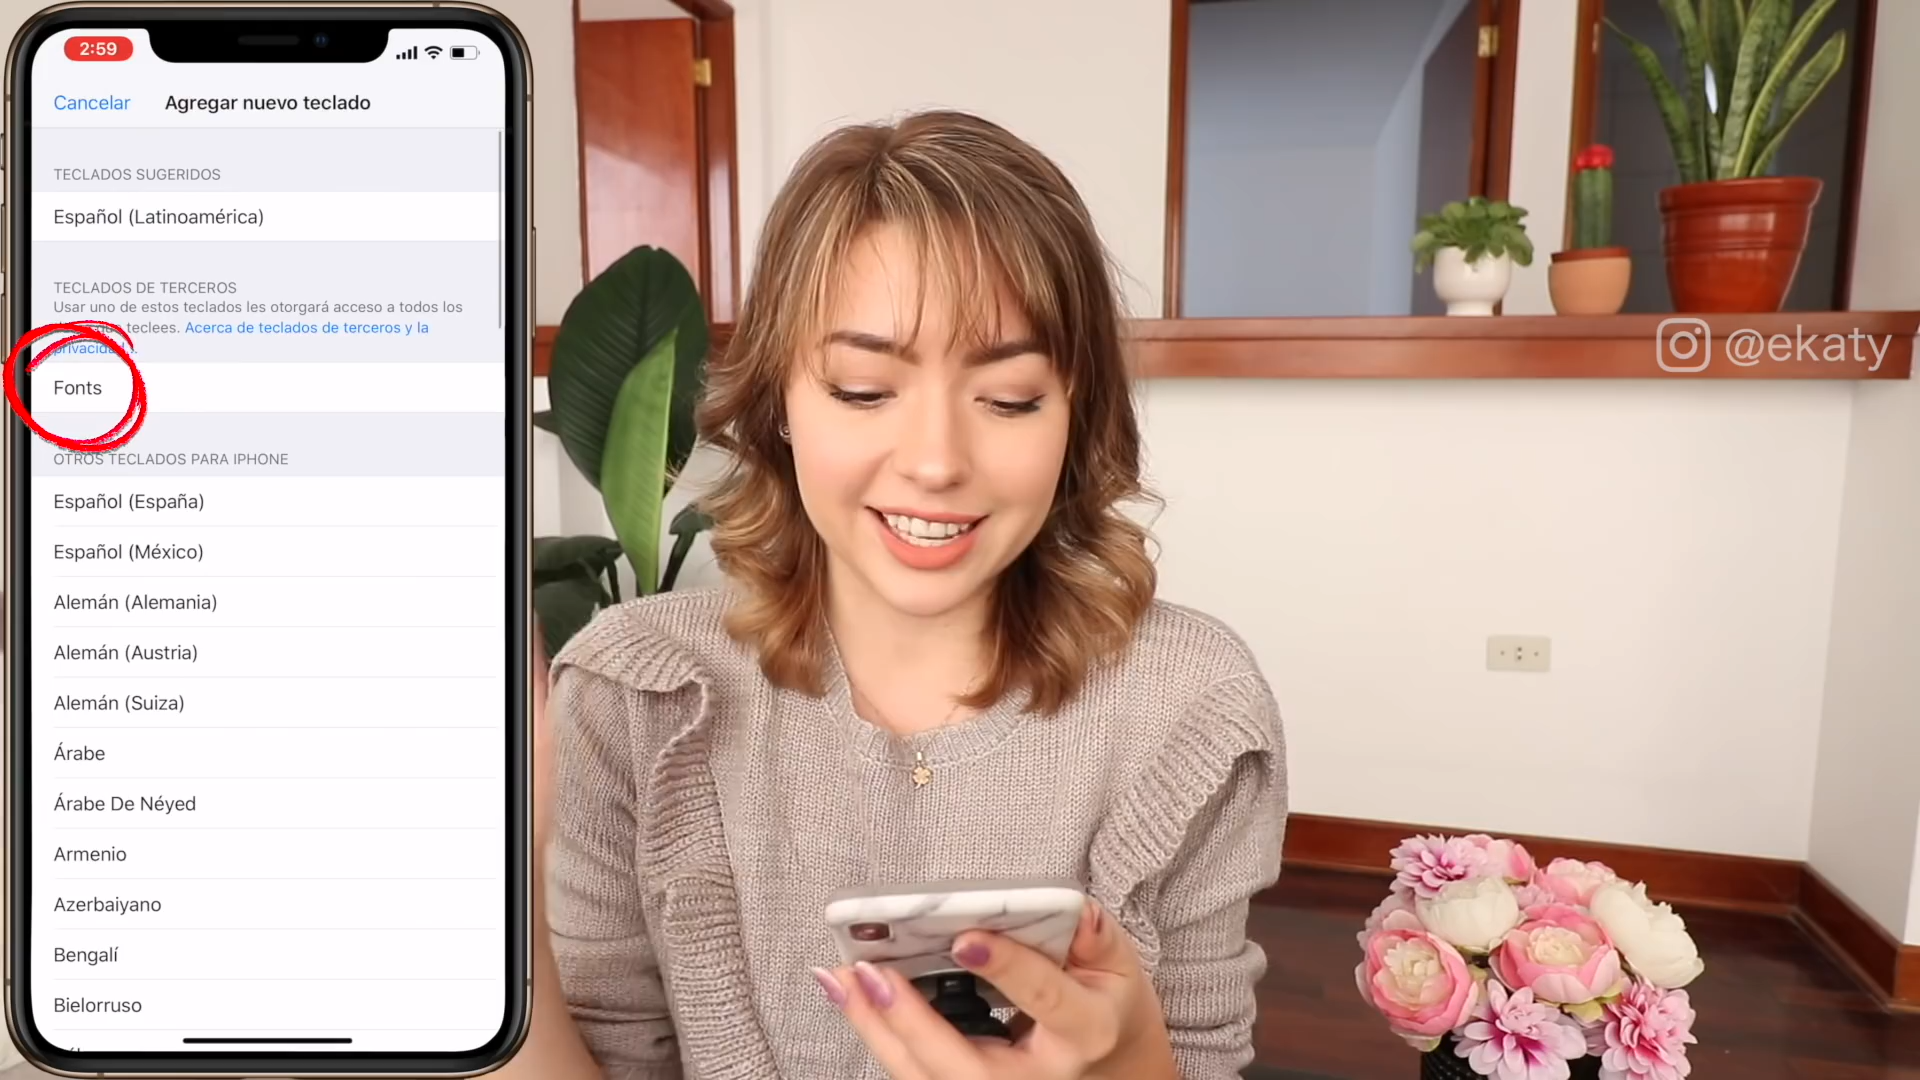 2:59
Cancelar Agregar nuevo teclado
TECLADOS SUGERIDOS
Español (Latinoamérica)
TECLADOS DE TERCEROS
Usar uno de estos teclados les otorgará acceso a todos los
que teclees. Acerca de teclados de terceros y la
privacidad...
Fonts
OTROS TECLADOS PARA IPHONE
Español (España)
Español (México)
Alemán (Alemania)
Alemán (Austria)
Alemán (Suiza)
Árabe
Árabe De Néyed
Armenio
Azerbaiyano
Bengalí
Bielorruso
@ekaty